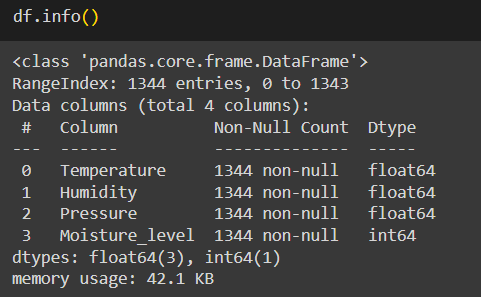 df.info()
<class 'pandas.core.frame.DataFrame'>
RangeIndex: 1344 entries, 0 to 1343
Data columns (total 4 columns):
 #   Column          Non-Null Count  Dtype
---  ------          --------------  -----
 0   Temperature     1344 non-null   float64
 1   Humidity        1344 non-null   float64
 2   Pressure        1344 non-null   float64
 3   Moisture_level  1344 non-null   int64
dtypes: float64(3), int64(1)
memory usage: 42.1 KB